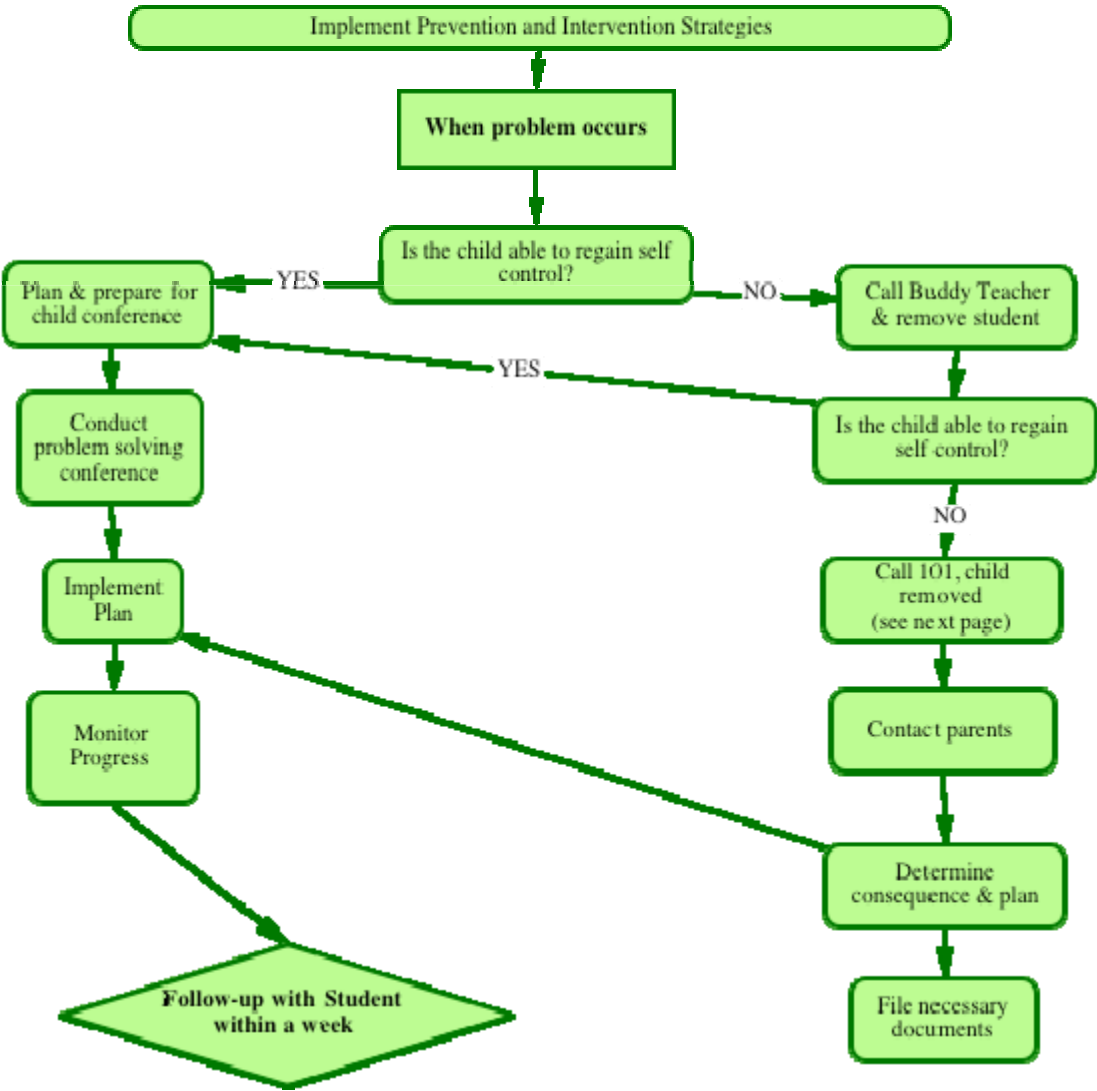 Implement Prevention and Intervention Strategies
When problem occurs
Is the child able to regain self
control?
YES
NO
Plan & prepare for
child conference
Call Buddy Teacher
& remove student
YES
Conduct
problem solving
conference
Is the child able to regain
self control?
NO
Implement
Plan
Call 101, child
removed
(see next page)
Monitor
Progress
Contact parents
Determine
consequence & plan
Follow-up with Student
within a week
File necessary
documents